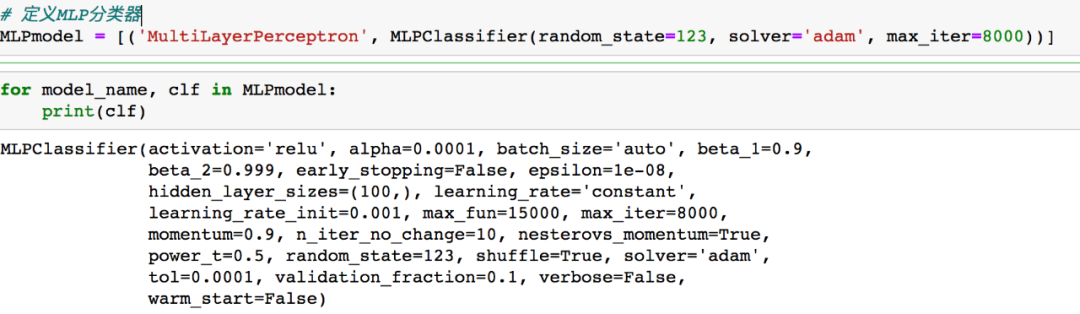 # 定义MLP分类器
MLPmodel = [('MultiLayerPerceptron', MLPClassifier(random_state=123, solver='adam', max_iter=8000))]
for model_name, clf in MLPmodel:
    print(clf)
MLPClassifier(activation='relu', alpha=0.0001, batch_size='auto', beta_1=0.9,
              beta_2=0.999, early_stopping=False, epsilon=1e-08,
              hidden_layer_sizes=(100,), learning_rate='constant',
              learning_rate_init=0.001, max_fun=15000, max_iter=8000,
              momentum=0.9, n_iter_no_change=10, nesterovs_momentum=True,
              power_t=0.5, random_state=123, shuffle=True, solver='adam',
              tol=0.0001, validation_fraction=0.1, verbose=False,
              warm_start=False)